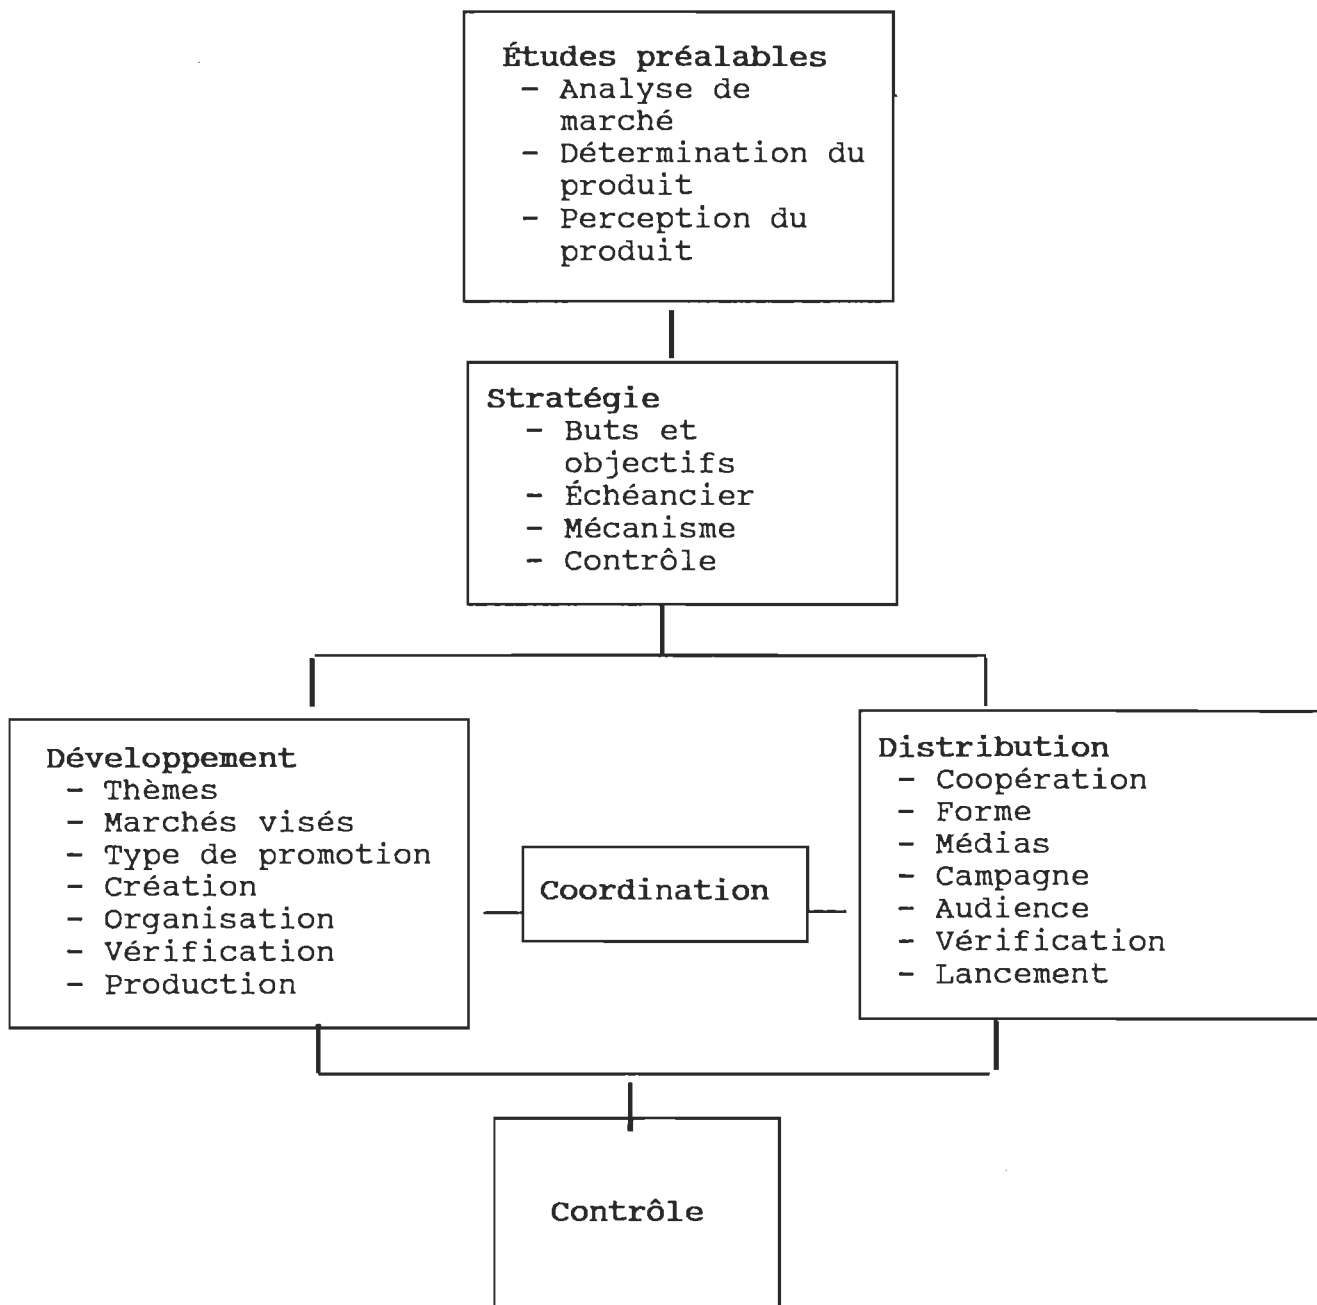 Études préalables
- Analyse de
marché
- Détermination du
produit
- Perception du
produit
Stratégie
- Buts et
objectifs
- Échéancier
- Mécanisme
- Contrôle
Développement
- Thèmes
- Marchés visés
- Type de promotion
- Création
- Organisation
- Vérification
- Production
Coordination
Distribution
- Coopération
- Forme
- Médias
- Campagne
- Audience
- Vérification
- Lancement
Contrôle